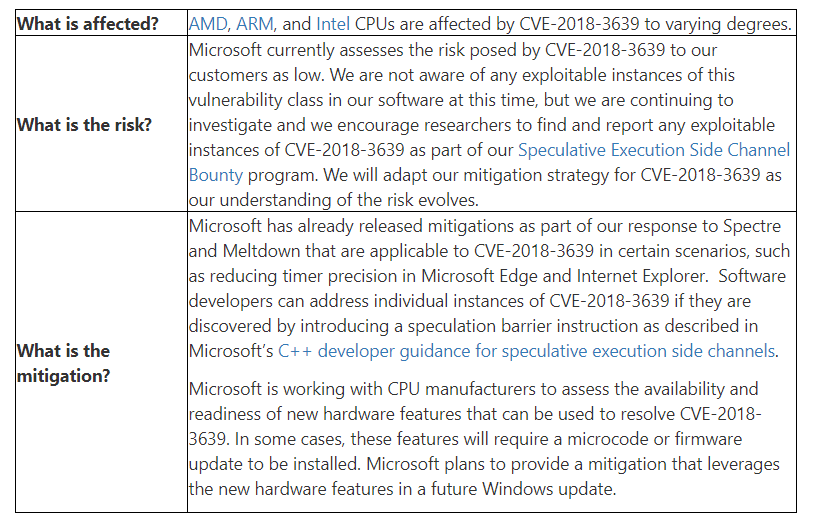 What is affected?
AMD, ARM, and Intel CPUs are affected by CVE-2018-3639 to varying degrees.
What is the risk?
Microsoft currently assesses the risk posed by CVE-2018-3639 to our
customers as low. We are not aware of any exploitable instances of this
vulnerability class in our software at this time, but we are continuing to
investigate and we encourage researchers to find and report any exploitable
instances of CVE-2018-3639 as part of our Speculative Execution Side Channel
Bounty program. We will adapt our mitigation strategy for CVE-2018-3639 as
our understanding of the risk evolves.
What is the
mitigation?
Microsoft has already released mitigations as part of our response to Spectre
and Meltdown that are applicable to CVE-2018-3639 in certain scenarios, such
as reducing timer precision in Microsoft Edge and Internet Explorer.  Software
developers can address individual instances of CVE-2018-3639 if they are
discovered by introducing a speculation barrier instruction as described in
Microsoft’s C++ developer guidance for speculative execution side channels.
Microsoft is working with CPU manufacturers to assess the availability and
readiness of new hardware features that can be used to resolve CVE-2018-
3639. In some cases, these features will require a microcode or firmware
update to be installed. Microsoft plans to provide a mitigation that leverages
the new hardware features in a future Windows update.